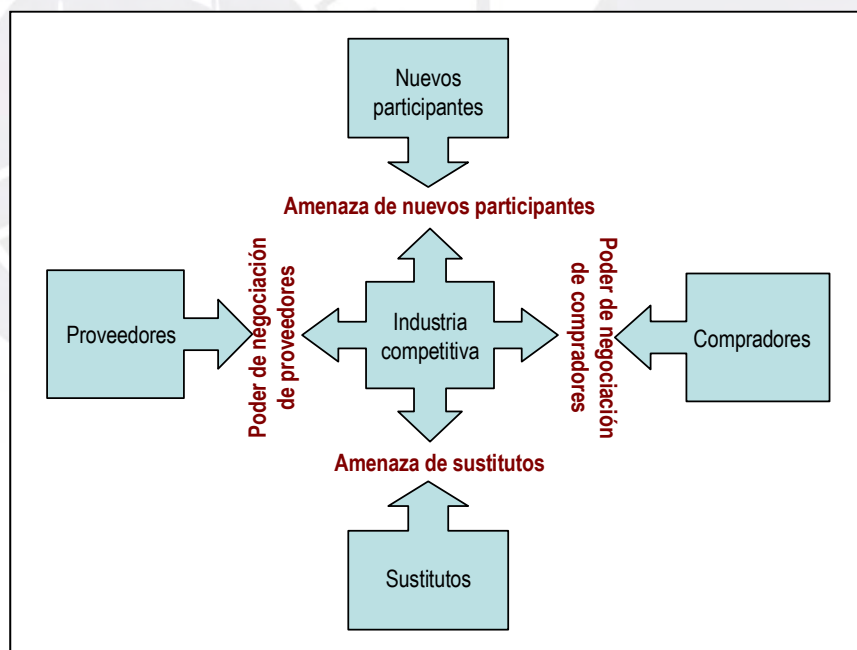 Nuevos
participantes
Amenaza de nuevos participantes
Proveedores
Poder de negociación
de proveedores
Industria
competitiva
Poder de negociación
de compradores
Compradores
Amenaza de sustitutos
Sustitutos